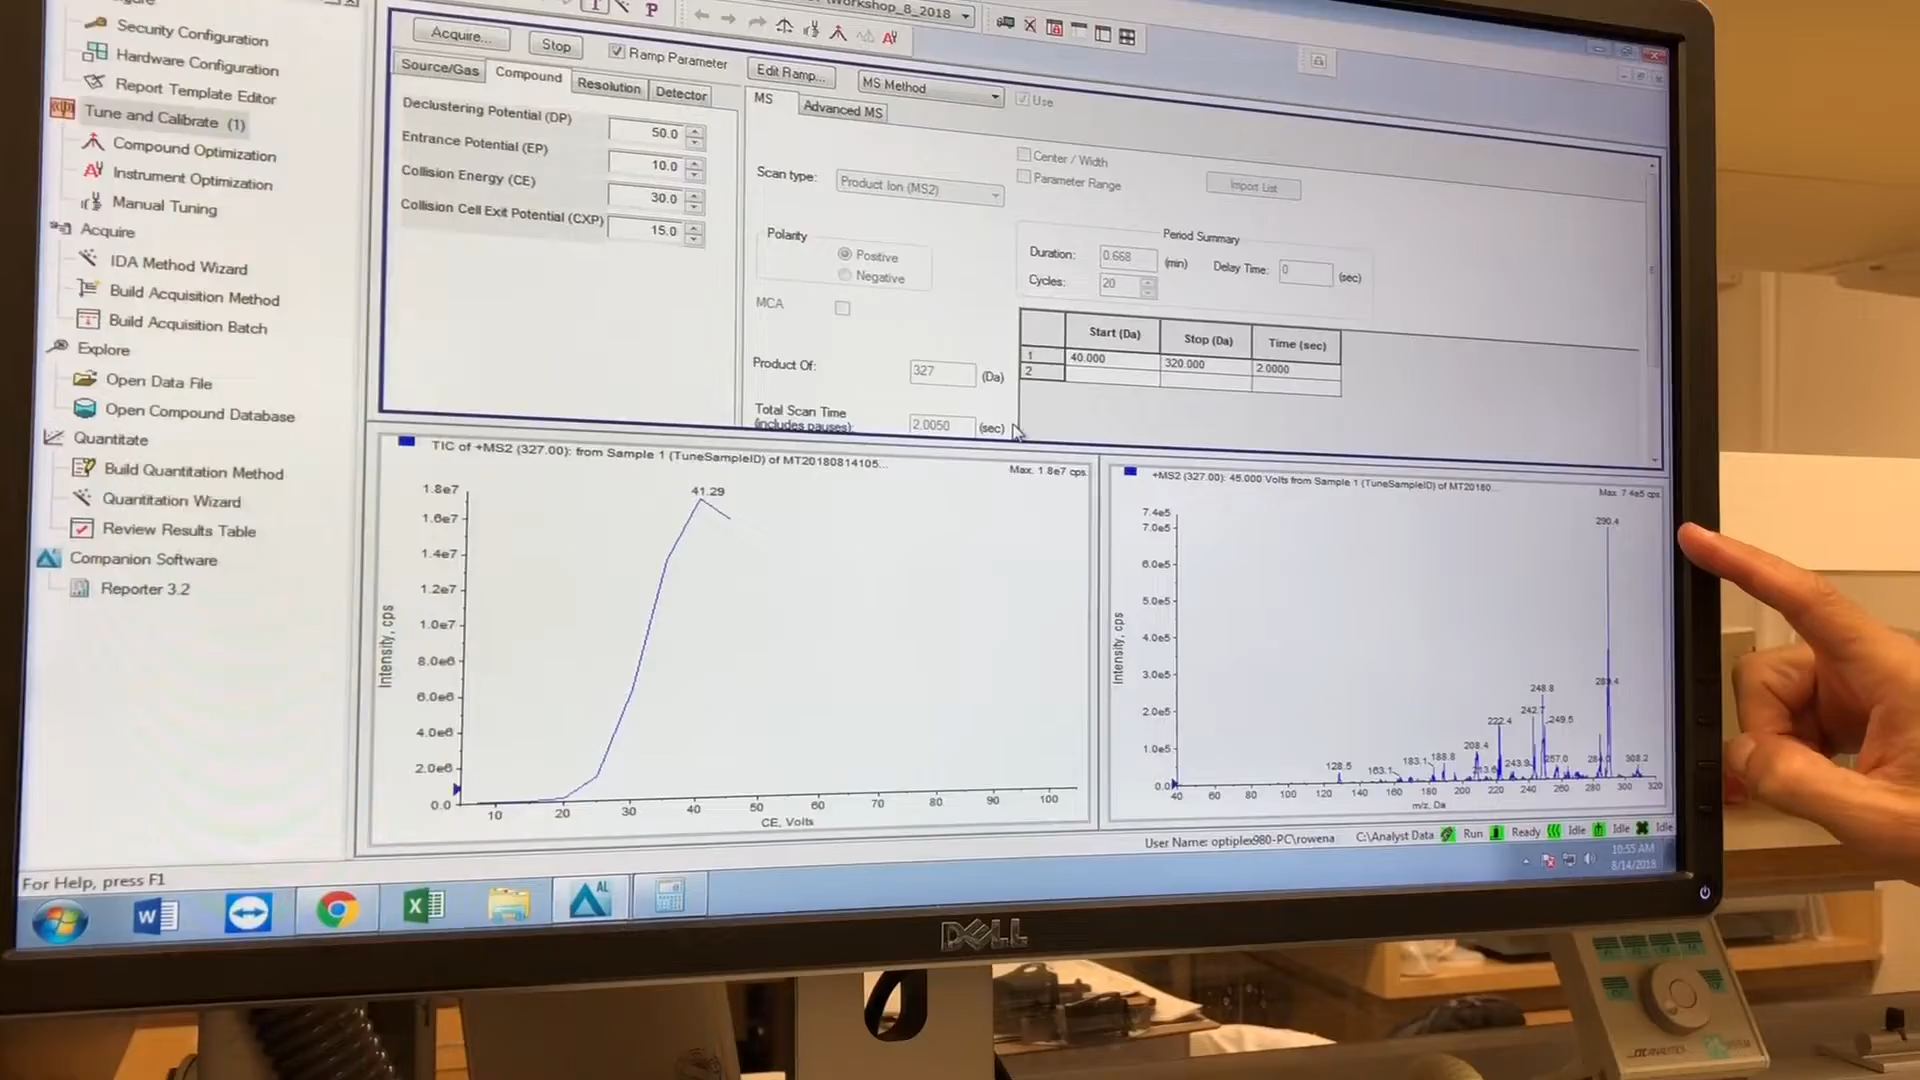 Workshop_8_2018
Security Configuration
Hardware Configuration
Report Template Editor
Tune and Calibrate (1)
Compound Optimization
Instrument Optimization
Manual Tuning
Acquire
IDA Method Wizard
Build Acquisition Method
Build Acquisition Batch
Explore
Open Data File
Open Compound Database
Quantitate
Build Quantitation Method
Quantitation Wizard
Review Results Table
Companion Software
Reporter 3.2
For Help, press F1
Acquire...
Stop
Ramp Parameter
Edit Ramp...
MS Method
Use
Source/Gas
Compound
Resolution
Detector
Declustering Potential (DP) 50.0
Entrance Potential (EP) 10.0
Collision Energy (CE) 30.0
Collision Cell Exit Potential (CXP) 15.0
MS
Advanced MS
Scan type: Product Ion (MS2)
Center / Width
Parameter Range
Import List
Polarity
Positive
Negative
MCA
Product Of: 327 (Da)
Total Scan Time
(includes pauses): 2.0050 (sec)
Period Summary
Duration: 0.668 (min) Delay Time: 0 (sec)
Cycles: 20
Start (Da) Stop (Da) Time (sec)
1 40.000 320.000 2.0000
2
TIC of +MS2 (327.00): from Sample 1 (TuneSampleID) of MT20180814105...
Max. 1.8e7 cps.
41.29
1.8e7
1.6e7
1.4e7
1.2e7
1.0e7
8.0e6
6.0e6
4.0e6
2.0e6
0.0
Intensity, cps
10 20 30 40 50 60 70 80 90 100
CE, Volts
+MS2 (327.00): 45.000 Volts from Sample 1 (TuneSampleID) of MT20180...
Max. 7.4e5 cps.
7.4e5
7.0e5
6.0e5
5.0e5
4.0e5
3.0e5
2.0e5
1.0e5
0.0
Intensity, cps
290.4
248.8
242.
249.5
222.4
208.4
188.8
183.1
163.1
128.5
243.9
257.0
308.2
40 60 80 100 120 140 160 180 200 220 240 260 280 300 320
m/z, Da
User Name: optiplex980-PC\rowena C:\Analyst Data Run Ready Idle Idle Idle
10:55 AM
8/14/2018
AL
DELL